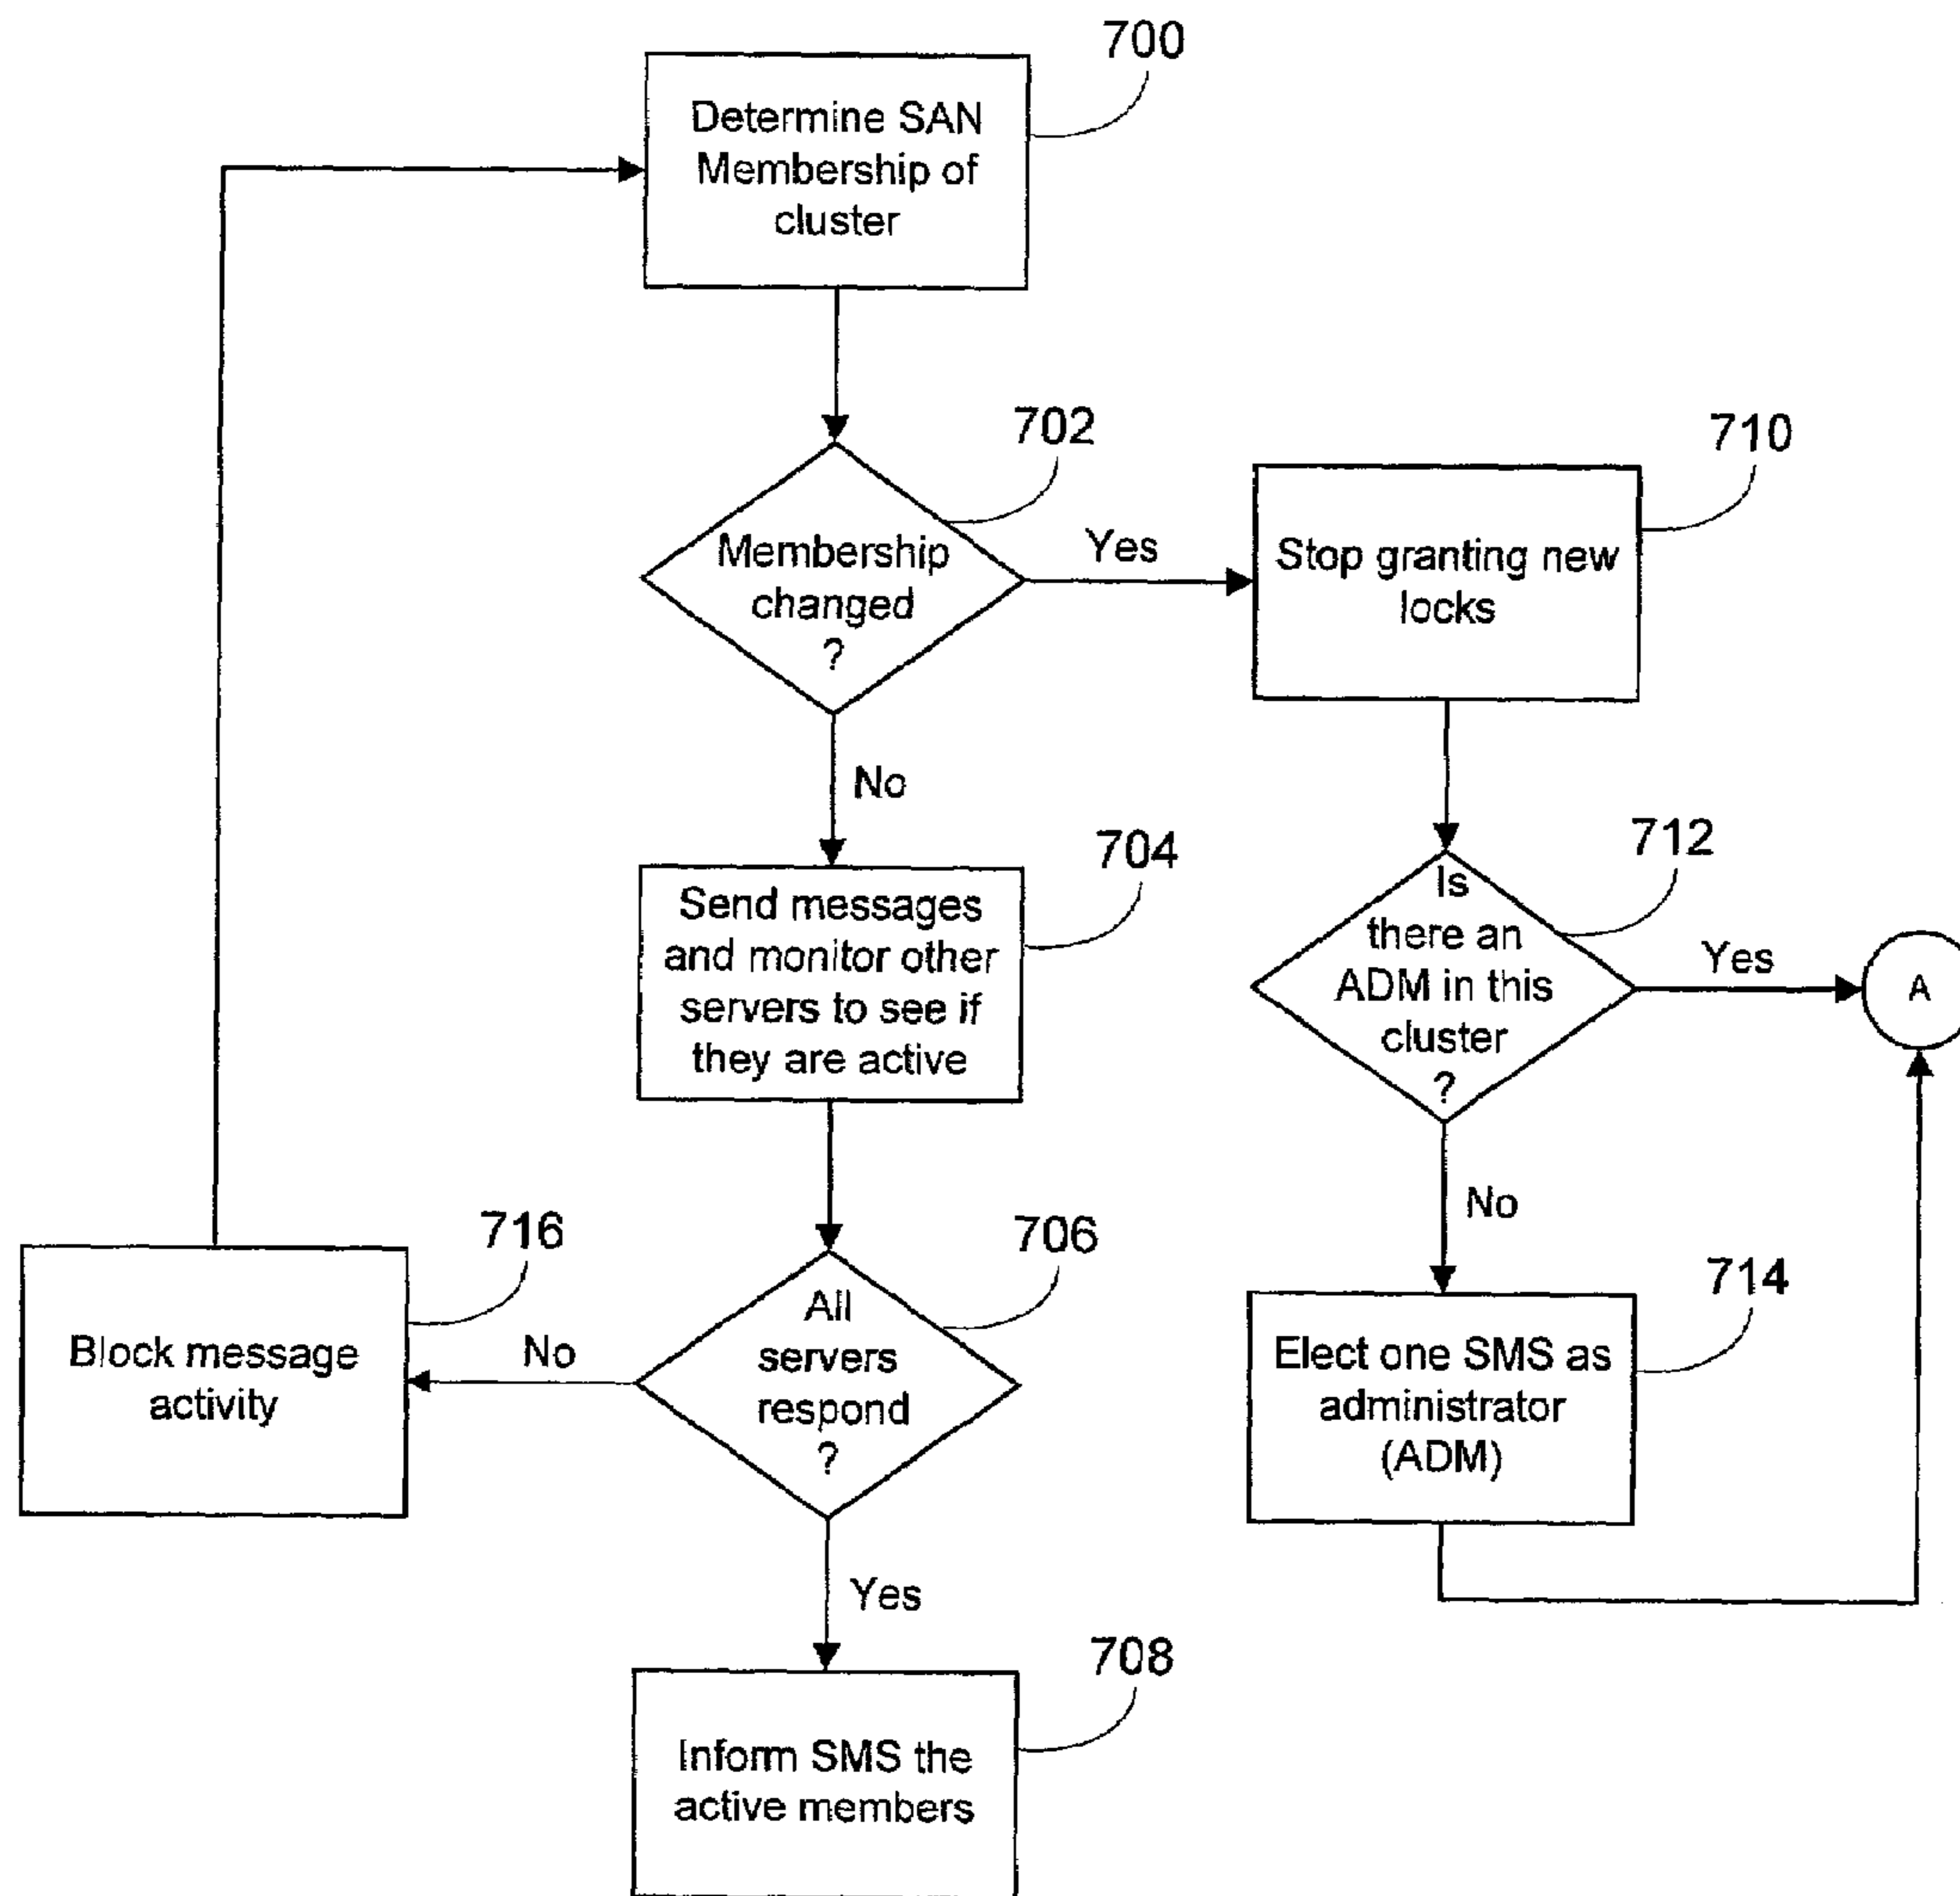 700
Determine SAN
Membership of
cluster
702
Membership
changed
?
Yes
710
Stop granting new
locks
No
704
Send messages
and monitor other
servers to see if
they are active
712
Is
there an
ADM in this
cluster
?
Yes
A
No
716
Block message
activity
No
706
All
servers
respond
?
714
Elect one SMS as
administrator
(ADM)
Yes
708
Inform SMS the
active members